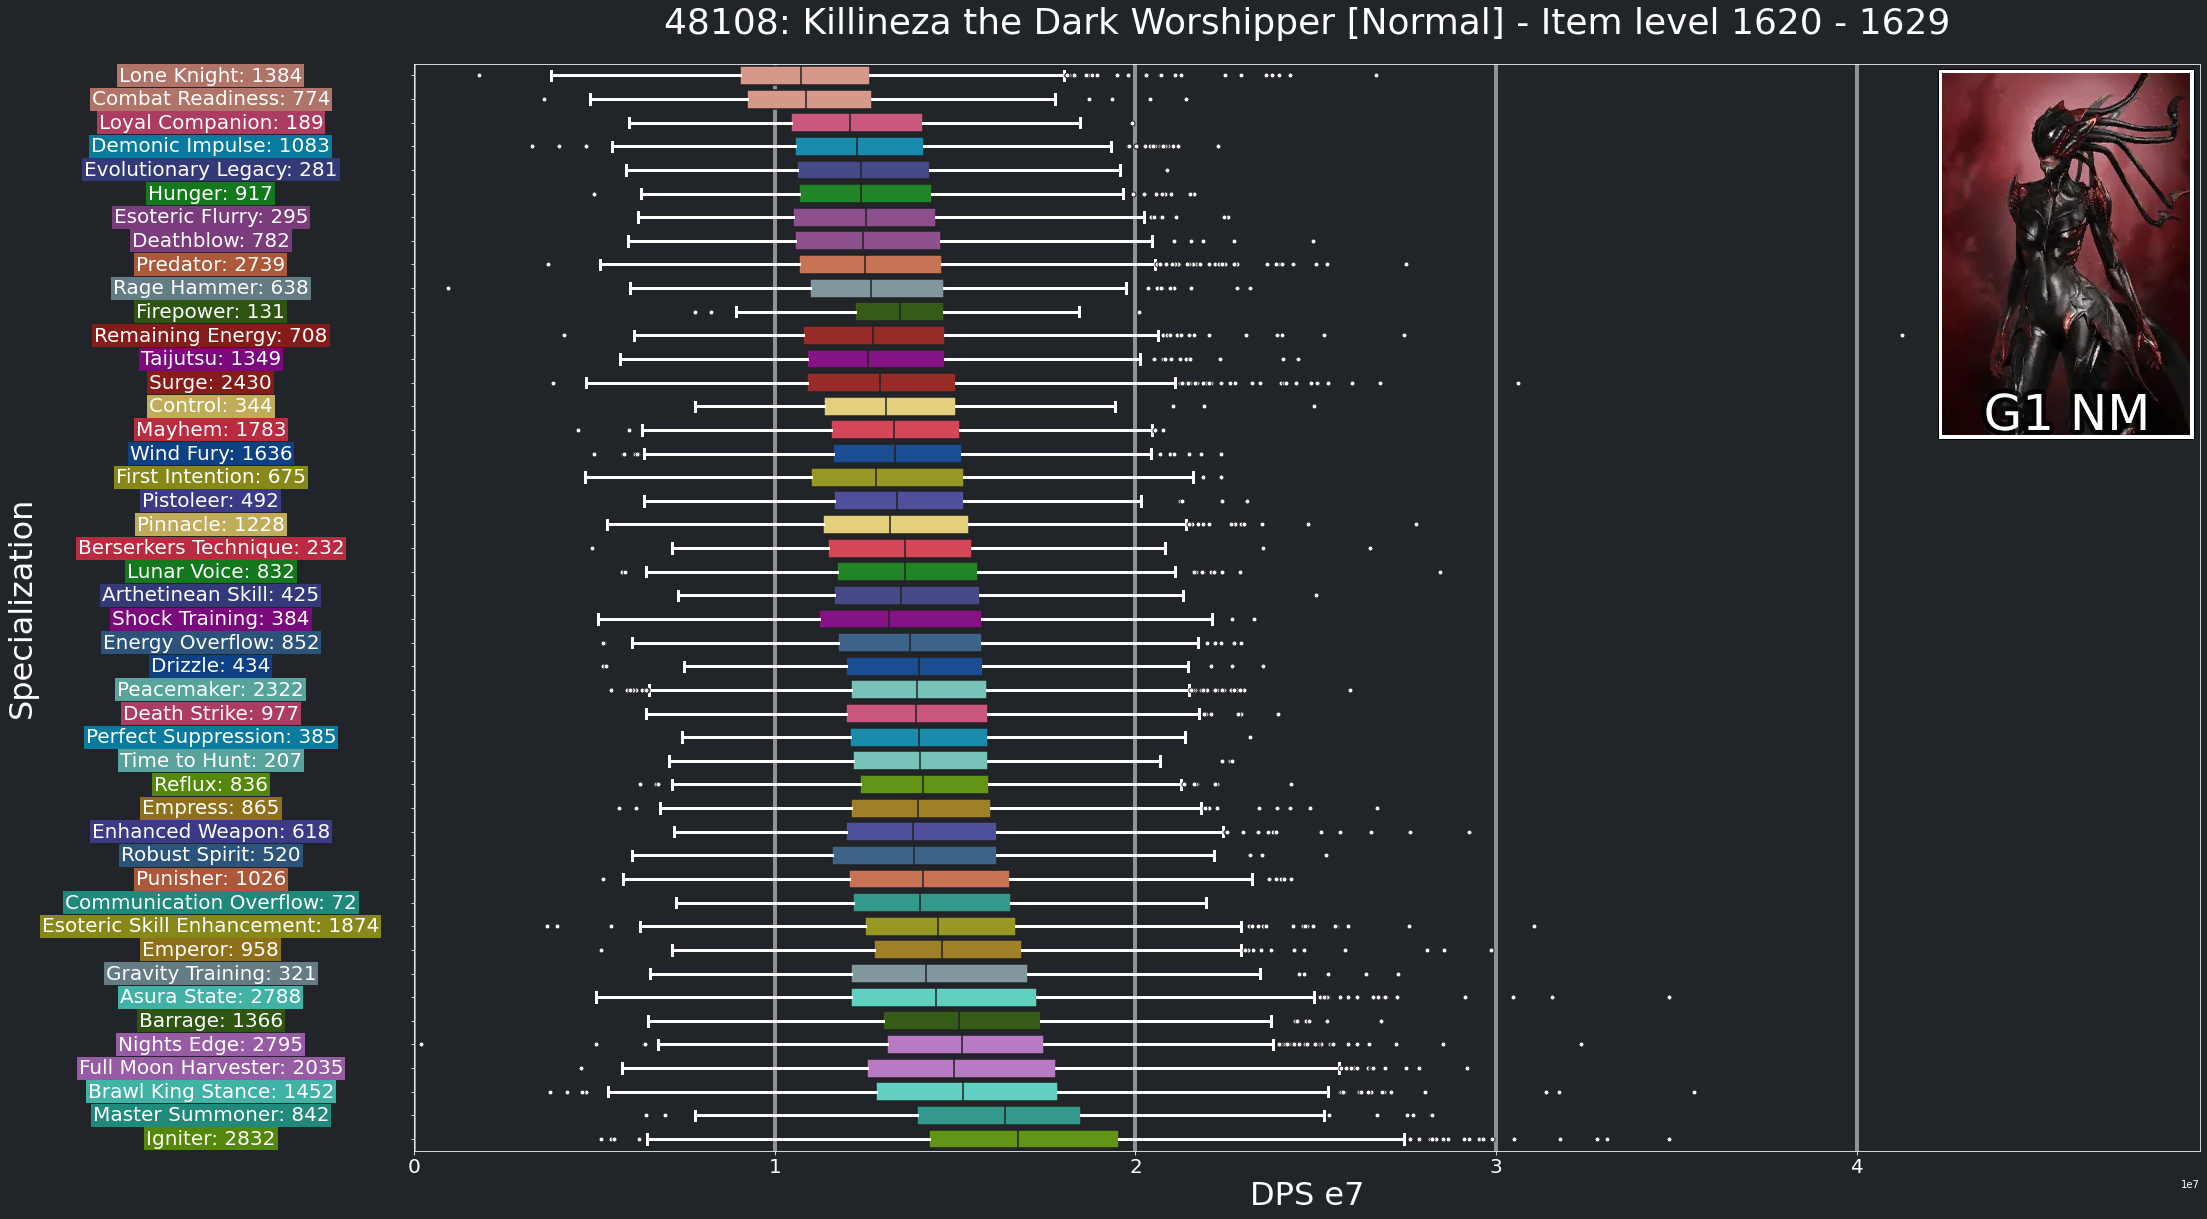 48108: Killineza the Dark Worshipper [Normal] - Item level 1620 - 1629
Lone Knight: 1384
Combat Readiness: 774
Loyal Companion: 189
Demonic Impulse: 1083
Evolutionary Legacy: 281
Hunger: 917
Esoteric Flurry: 295
Deathblow: 782
Predator: 2739
Rage Hammer: 638
Firepower: 131
Remaining Energy: 708
Taijutsu: 1349
Surge: 2430
Control: 344
Mayhem: 1783
Wind Fury: 1636
First Intention: 675
Pistoleer: 492
Pinnacle: 1228
Berserkers Technique: 232
Lunar Voice: 832
Arthetinean Skill: 425
Shock Training: 384
Energy Overflow: 852
Drizzle: 434
Peacemaker: 2322
Death Strike: 977
Perfect Suppression: 385
Time to Hunt: 207
Reflux: 836
Empress: 865
Enhanced Weapon: 618
Robust Spirit: 520
Punisher: 1026
Communication Overflow: 72
Esoteric Skill Enhancement: 1874
Emperor: 958
Gravity Training: 321
Asura State: 2788
Barrage: 1366
Nights Edge: 2795
Full Moon Harvester: 2035
Brawl King Stance: 1452
Master Summoner: 842
Igniter: 2832
Specialization
G1 NM
0 1 2 3 4
1e7
DPS e7